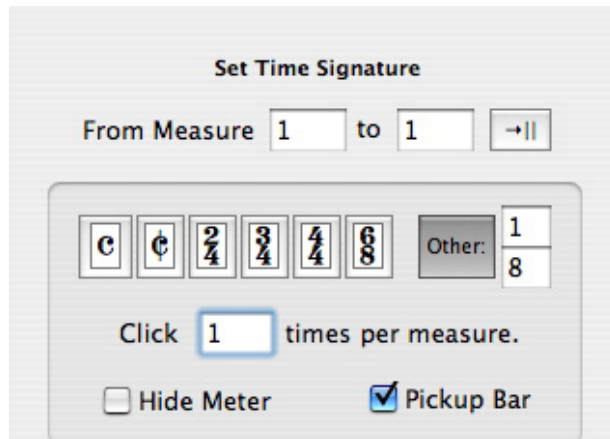 Set Time Signature
From Measure 1 to 1 →||
C ¢ 2/4 3/4 4/4 6/8 Other: 1/8
Click 1 times per measure.
Hide Meter Pickup Bar